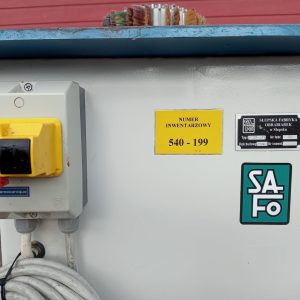 NUMER
INWENTARZOWY
540 - 199
SŁUPSKA FABRYKA
OBRABIAREK
w Słupsku
SA
FO